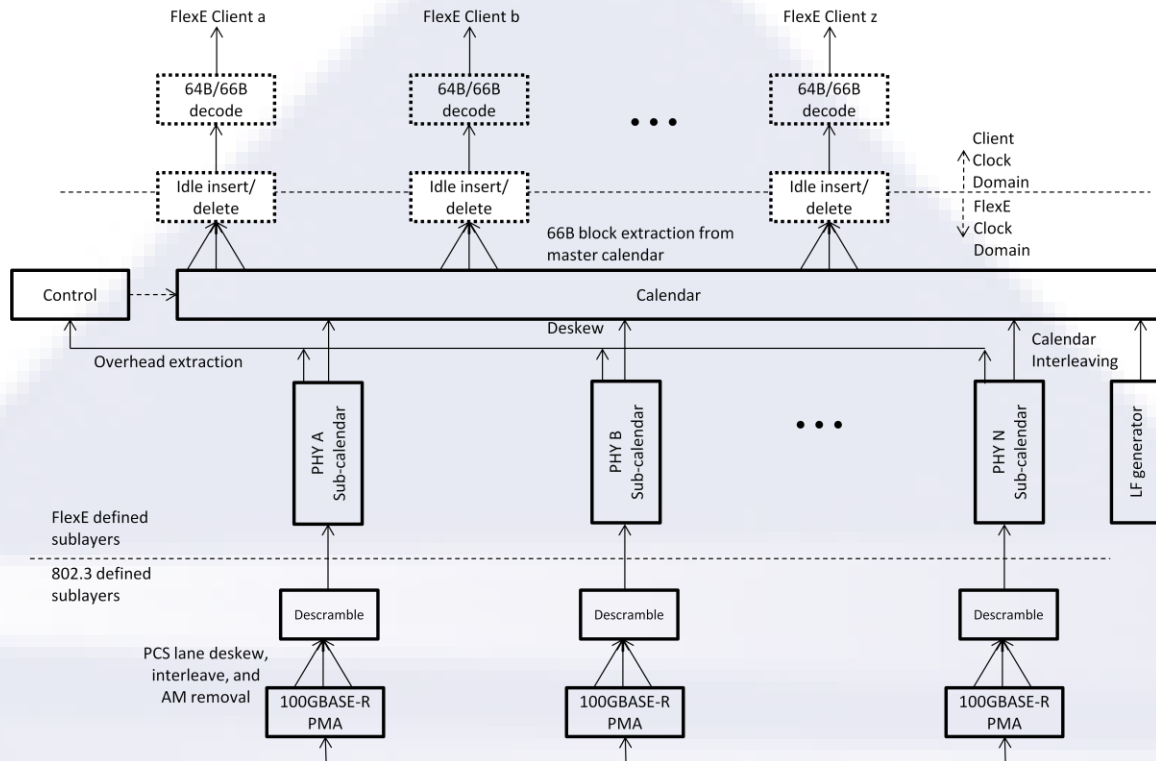 FlexE Client a
FlexE Client b
FlexE Client z
64B/66B
decode
64B/66B
decode
• • •
64B/66B
decode
Client
Clock
Domain
Idle insert/
delete
Idle insert/
delete
Idle insert/
delete
FlexE
Clock
Domain
66B block extraction from
master calendar
Control
Calendar
Deskew
Overhead extraction
Calendar
Interleaving
PHY A
Sub-calendar
PHY B
Sub-calendar
• • •
PHY N
Sub-calendar
LF generator
FlexE defined
sublayers
802.3 defined
sublayers
Descramble
Descramble
Descramble
PCS lane deskew,
interleave, and
AM removal
100GBASE-R
PMA
100GBASE-R
PMA
100GBASE-R
PMA